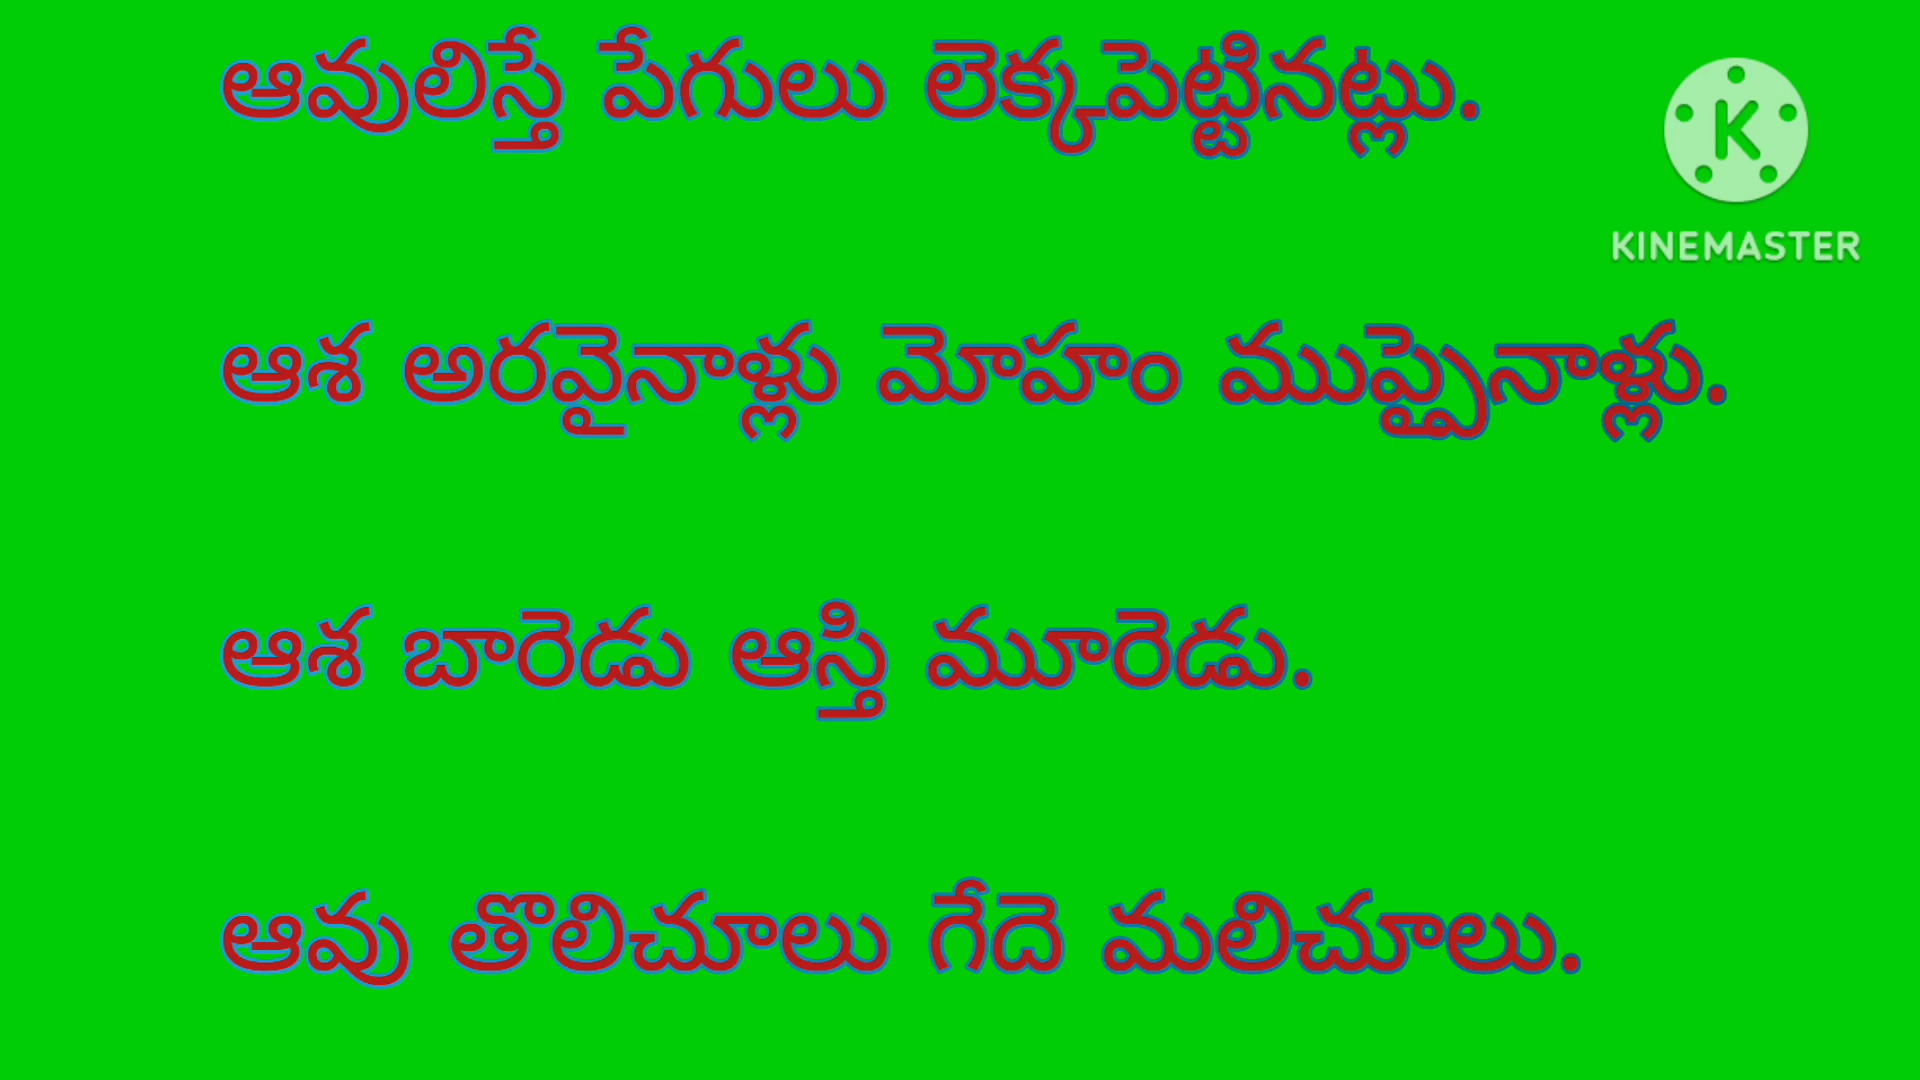 ఆవులిస్తే పేగులు లెక్కపెట్టినట్లు.
KINEMASTER
ఆశ అరవైనాళ్లు మోహం ముప్ఫైనాళ్లు.
ఆశ బారెడు ఆస్తి మూరెడు.
ఆవు తొలిచూలు గేదె మలిచూలు.